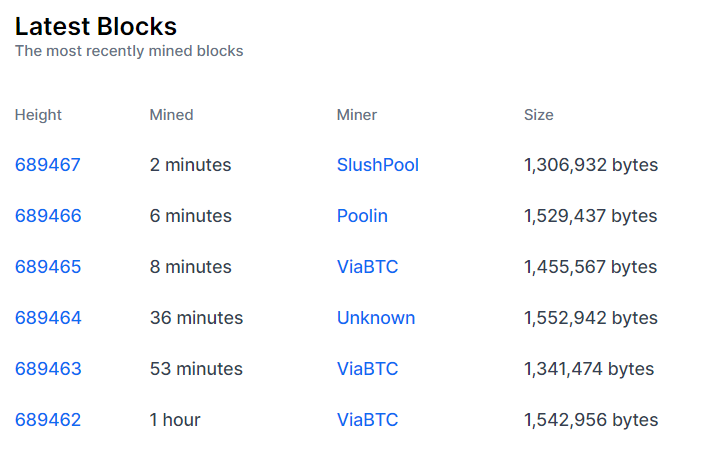 Latest Blocks
The most recently mined blocks
Height Mined Miner Size
689467 2 minutes SlushPool 1,306,932 bytes
689466 6 minutes Poolin 1,529,437 bytes
689465 8 minutes ViaBTC 1,455,567 bytes
689464 36 minutes Unknown 1,552,942 bytes
689463 53 minutes ViaBTC 1,341,474 bytes
689462 1 hour ViaBTC 1,542,956 bytes